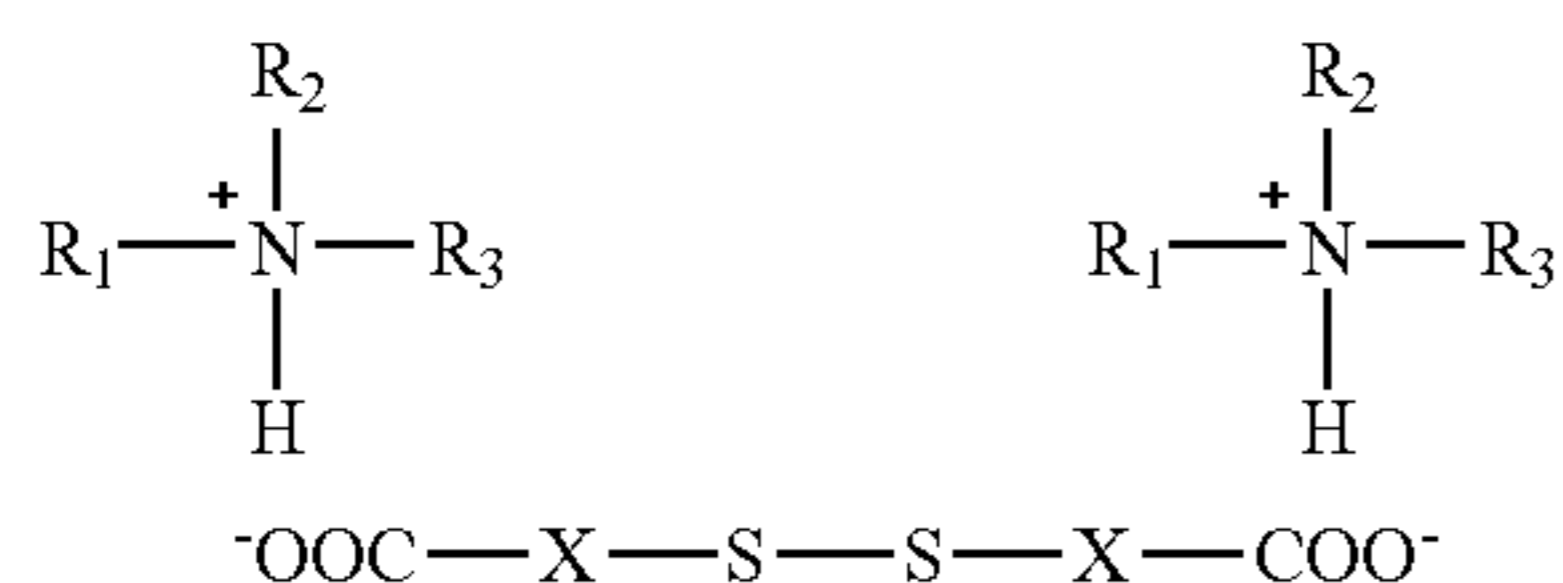 R₂ R₂
+ +
R₁—N—R₃ R₁—N—R₃
H H
⁻OOC—X—S—S—X—COO⁻